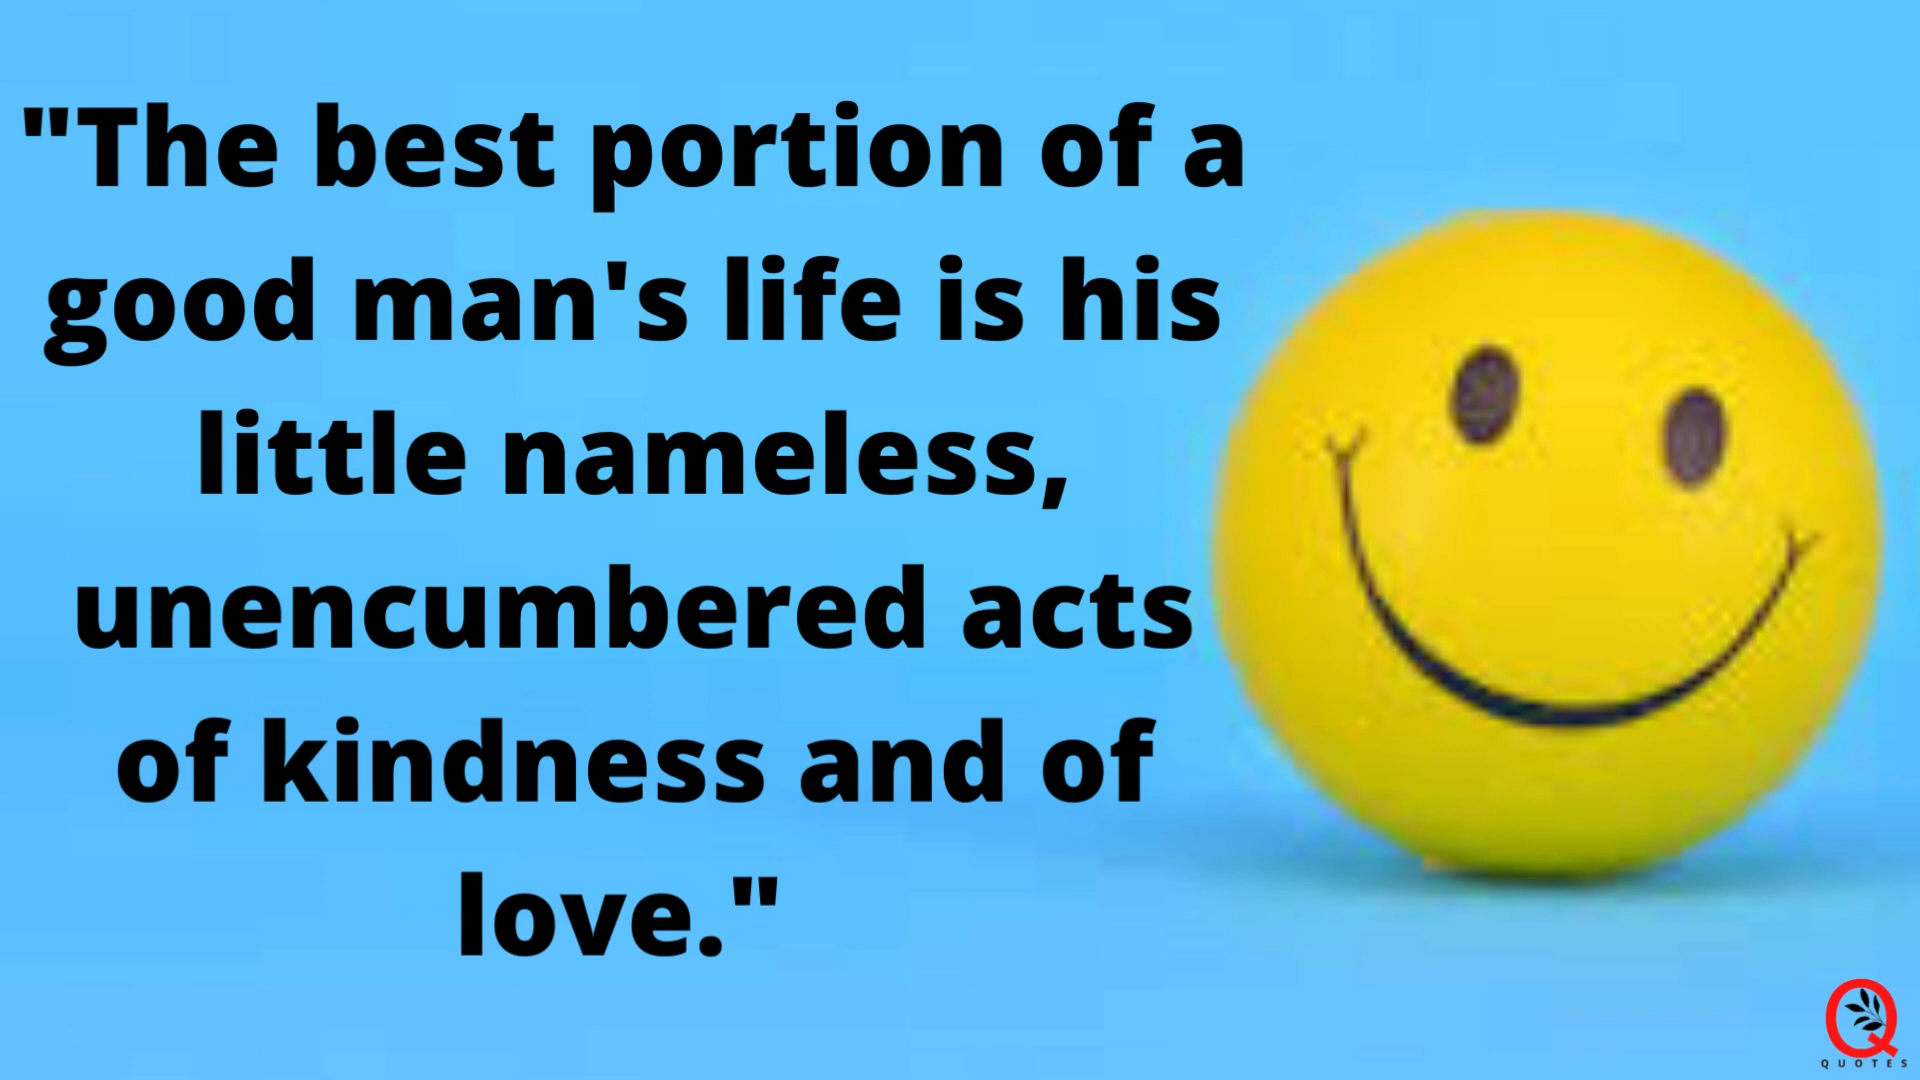 "The best portion of a
good man's life is his
little nameless,
unencumbered acts
of kindness and of
love."
Q
QUOTES